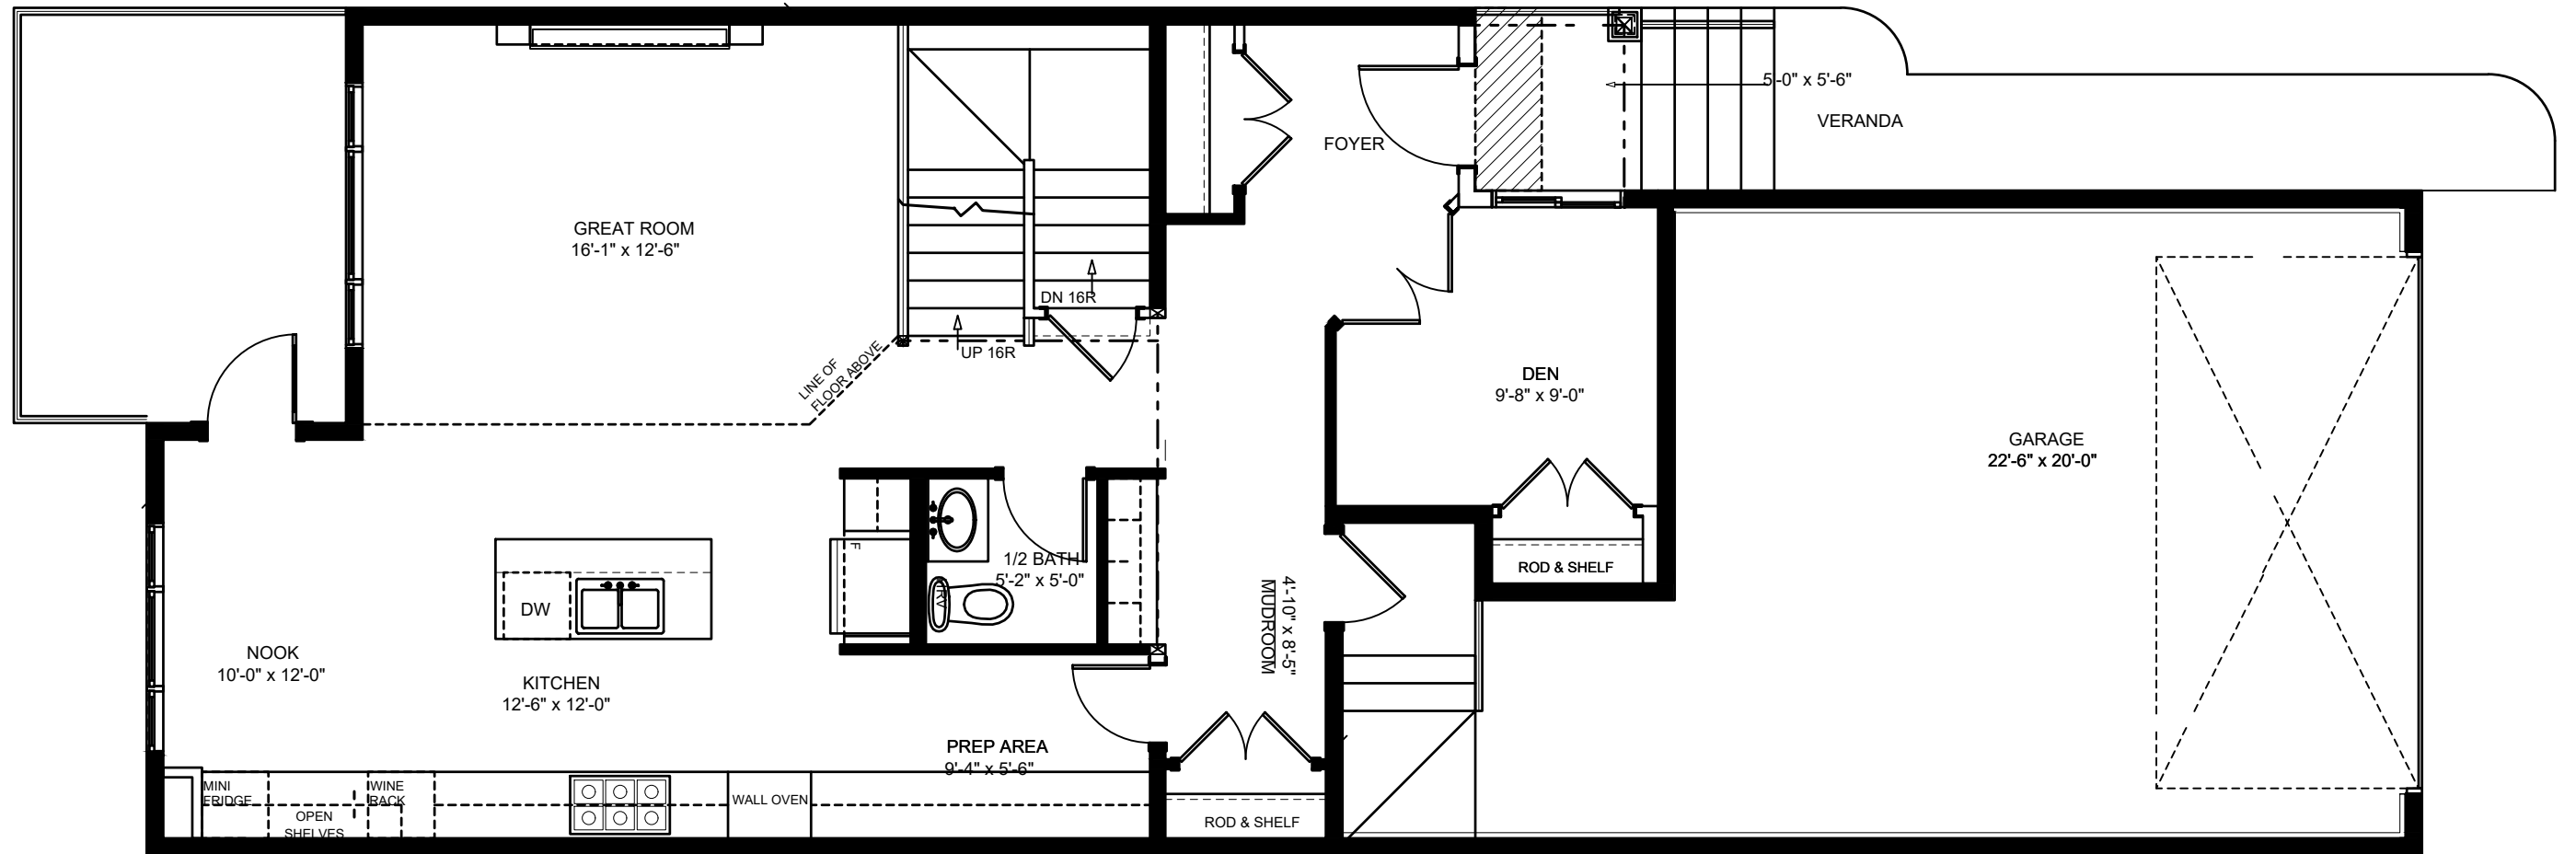 5'-0" x 5'-6"
VERANDA
FOYER
GREAT ROOM
16'-1" x 12'-6"
DN 16R
UP 16R
LINE OF
FLOOR ABOVE
DEN
9'-8" x 9'-0"
GARAGE
22'-6" x 20'-0"
F
1/2 BATH
5'-2" x 5'-0"
ROD & SHELF
4'-10" x 8'-5"
MUDROOM
DW
NOOK
10'-0" x 12'-0"
KITCHEN
12'-6" x 12'-0"
PREP AREA
9'-4" x 5'-6"
MINI
FRIDGE
OPEN
SHELVES
WINE
RACK
WALL OVEN
ROD & SHELF